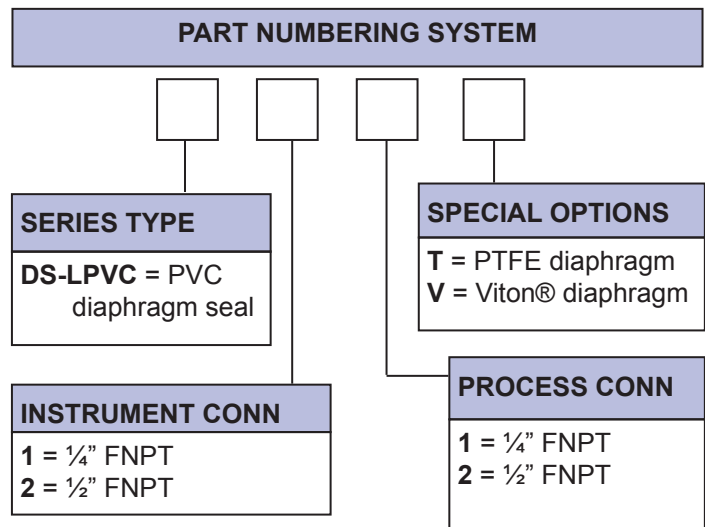 PART NUMBERING SYSTEM
SERIES TYPE
DS-LPVC = PVC
diaphragm seal
INSTRUMENT CONN
1 = ¼” FNPT
2 = ½” FNPT
SPECIAL OPTIONS
T = PTFE diaphragm
V = Viton® diaphragm
PROCESS CONN
1 = ¼” FNPT
2 = ½” FNPT